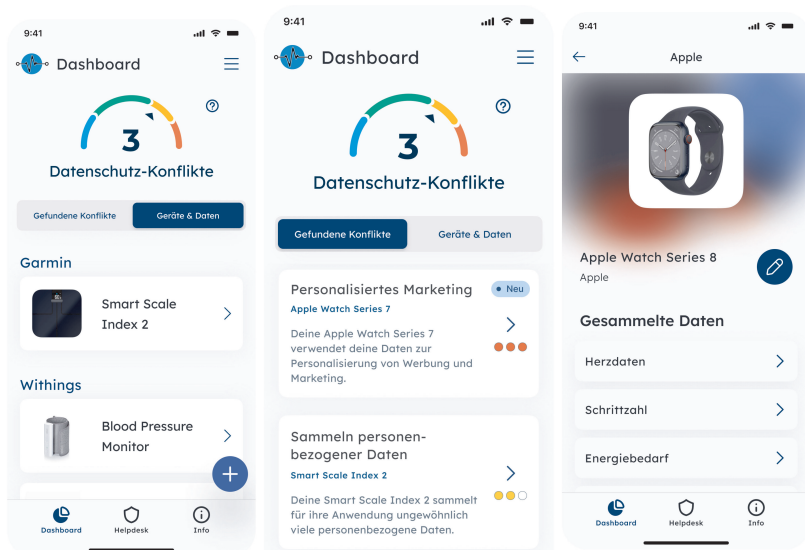 9:41
Dashboard
3
Datenschutz-Konflikte
Gefundene Konflikte
Geräte & Daten
Garmin
Smart Scale
Index 2
Withings
Blood Pressure
Monitor
Dashboard
Helpdesk
Info
9:41
Dashboard
3
Datenschutz-Konflikte
Gefundene Konflikte
Geräte & Daten
Personalisiertes Marketing
Neu
Apple Watch Series 7
Deine Apple Watch Series 7
verwendet deine Daten zur
Personalisierung von Werbung und
Marketing.
Sammeln personen-
bezogener Daten
Smart Scale Index 2
Deine Smart Scale Index 2 sammelt
für ihre Anwendung ungewöhnlich
viele personenbezogene Daten.
9:41
Apple
Apple Watch Series 8
Apple
Gesammelte Daten
Herzdaten
Schrittzahl
Energiebedarf
Dashboard
Helpdesk
Info